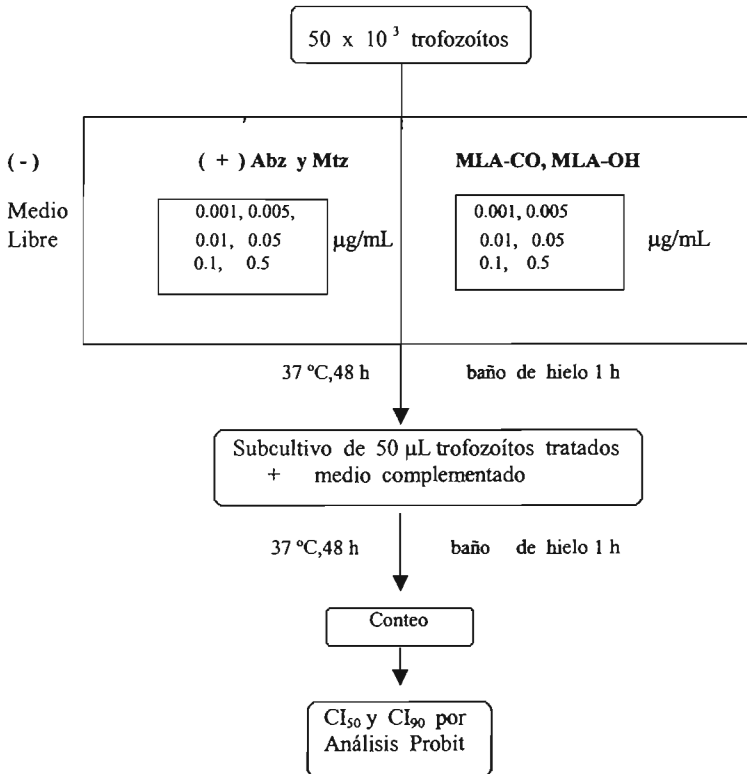 50 x 10³ trofozoítos
(-) ( + ) Abz y Mtz MLA-CO, MLA-OH
Medio Libre
0.001, 0.005,
0.01, 0.05
0.1, 0.5
µg/mL
0.001, 0.005
0.01, 0.05
0.1, 0.5
µg/mL
37 ºC,48 h baño de hielo 1 h
Subcultivo de 50 µL trofozoítos tratados
+ medio complementado
37 ºC,48 h baño de hielo 1 h
Conteo
CI₅₀ y CI₉₀ por
Análisis Probit